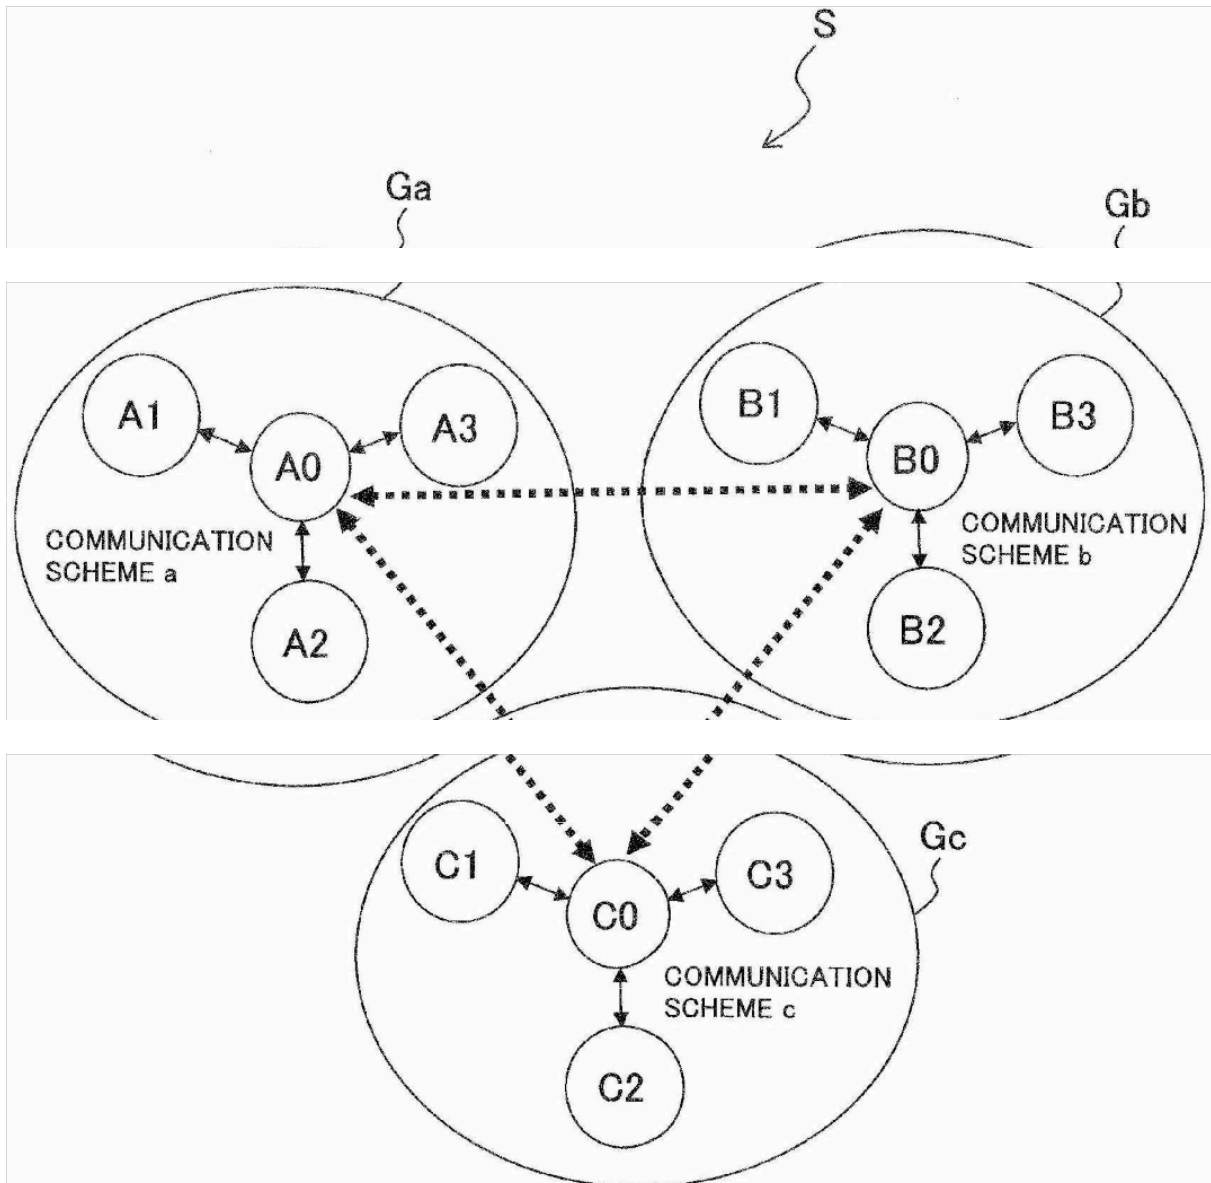 S
Ga
Gb
A1
A3
A0
B1
B3
B0
COMMUNICATION
SCHEME a
COMMUNICATION
SCHEME b
A2
B2
C1
C3
Gc
C0
COMMUNICATION
SCHEME c
C2